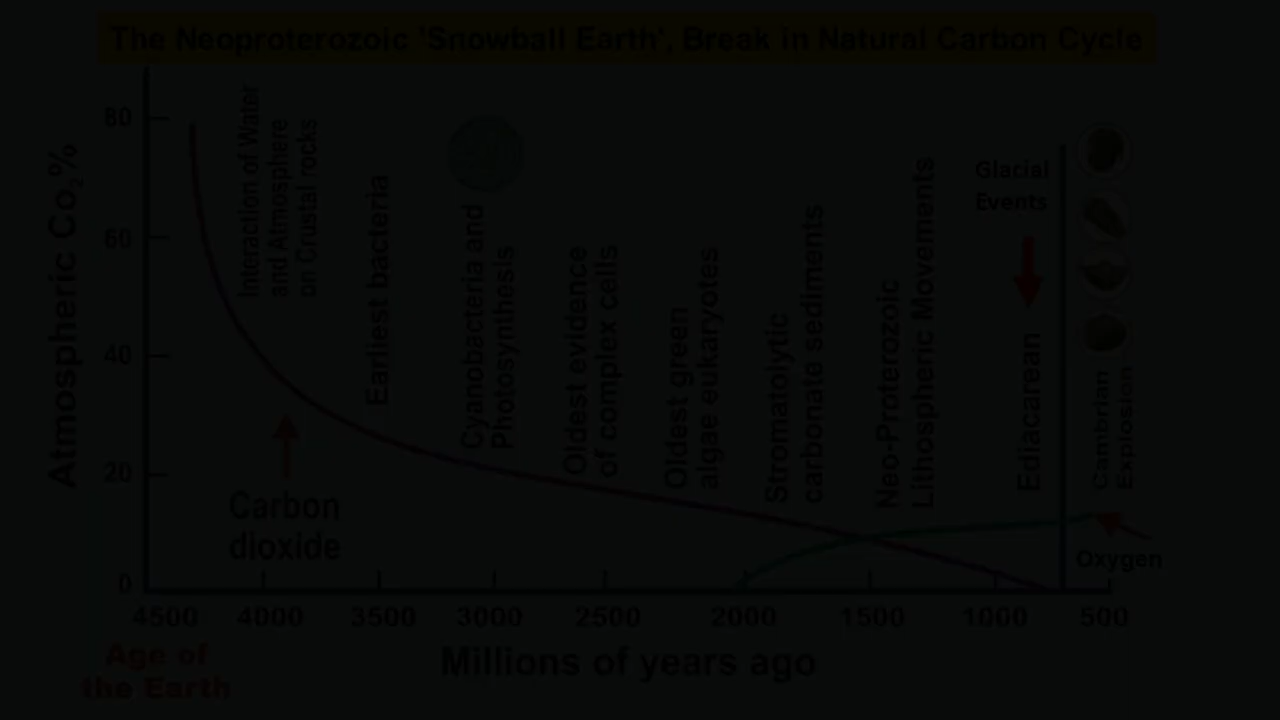 The Neoproterozoic 'Snowball Earth', Break in Natural Carbon Cycle
Atmospheric Co₂%
80
60
40
20
0
Interaction of Water
and Atmosphere
on Crustal rocks
Earliest bacteria
Cyanobacteria and
Photosynthesis
Oldest evidence
of complex cells
Oldest green
algae eukaryotes
Stromatolytic
carbonate sediments
Neo-Proterozoic
Lithospheric Movements
Glacial
Events
Ediacarean
Cambrian
Explosion
Carbon
dioxide
Oxygen
4500 4000 3500 3000 2500 2000 1500 1000 500
Age of
the Earth
Millions of years ago